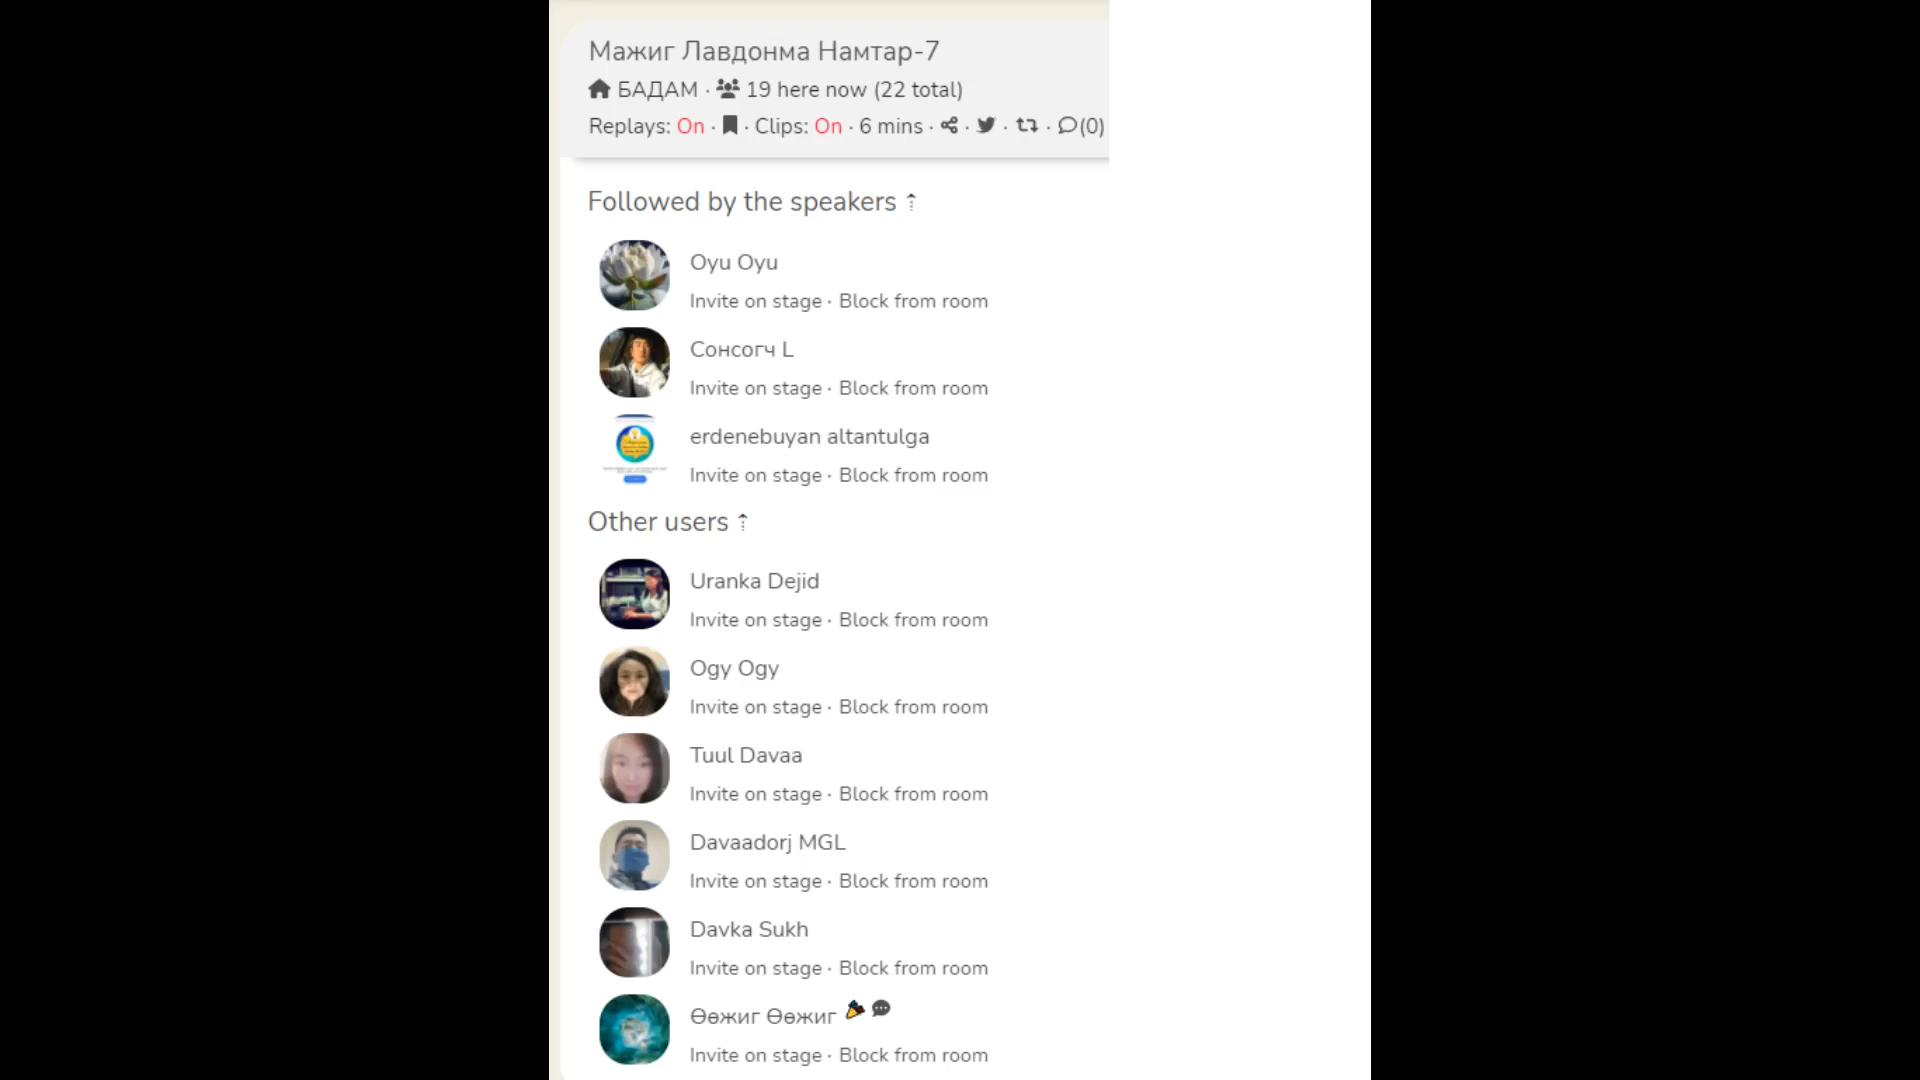 Мажиг Лавдонма Намтар-7
БАДАМ · 19 here now (22 total)
Replays: On · · Clips: On · 6 mins · · · · (0)
Followed by the speakers ⇡
Oyu Oyu
Invite on stage · Block from room
Сонсогч L
Invite on stage · Block from room
erdenebuyan altantulga
Invite on stage · Block from room
Other users ⇡
Uranka Dejid
Invite on stage · Block from room
Ogy Ogy
Invite on stage · Block from room
Tuul Davaa
Invite on stage · Block from room
Davaadorj MGL
Invite on stage · Block from room
Davka Sukh
Invite on stage · Block from room
Өөжиг Өөжиг
Invite on stage · Block from room